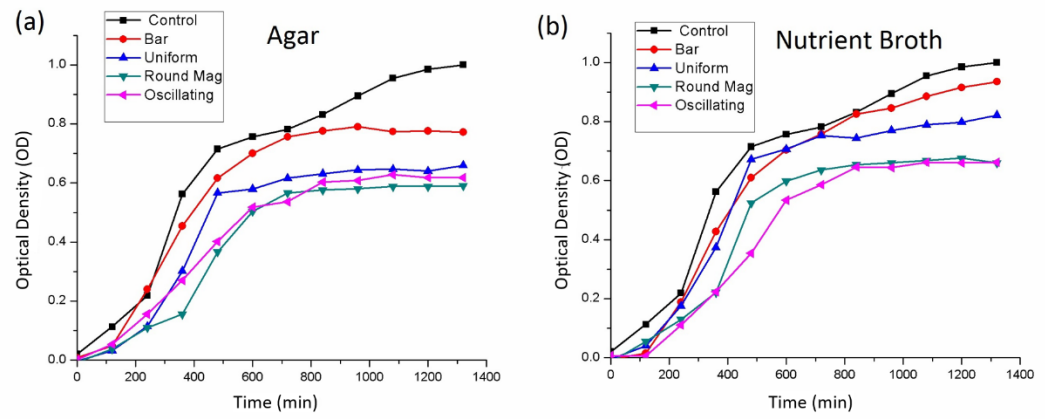 (a)
Control
Bar
Uniform
Round Mag
Oscillating
Agar
1.0
0.8
0.6
0.4
0.2
0.0
Optical Density (OD)
0
200
400
600
800
1000
1200
1400
Time (min)
(b)
Control
Bar
Uniform
Round Mag
Oscillating
Nutrient Broth
1.0
0.8
0.6
0.4
0.2
0.0
Optical Density (OD)
0
200
400
600
800
1000
1200
1400
Time (min)